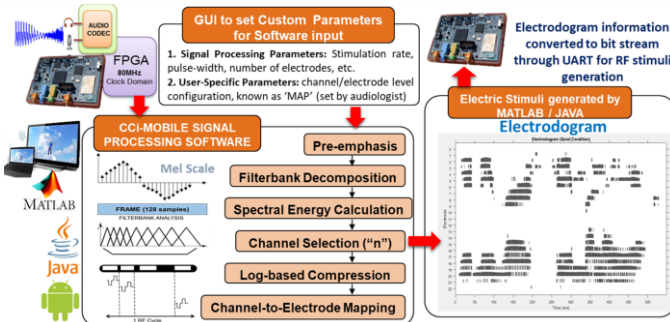 AUDIO
CODEC
FPGA
80MHz
Clock Domain
GUI to set Custom Parameters
for Software input
1. Signal Processing Parameters: Stimulation rate,
pulse-width, number of electrodes, etc.
2. User-Specific Parameters: channel/electrode level
configuration, known as ‘MAP’ (set by audiologist)
Electrodogram information
converted to bit stream
through UART for RF stimuli
generation
CCi-MOBILE SIGNAL
PROCESSING SOFTWARE
Mel Scale
FRAME (128 samples)
FILTERBANK ANALYSIS
1 RF Cycle
MATLAB
Java
Pre-emphasis
Filterbank Decomposition
Spectral Energy Calculation
Channel Selection (“n”)
Log-based Compression
Channel-to-Electrode Mapping
Electric Stimuli generated by
MATLAB / JAVA
Electrodogram
Electrode
Time (ms)